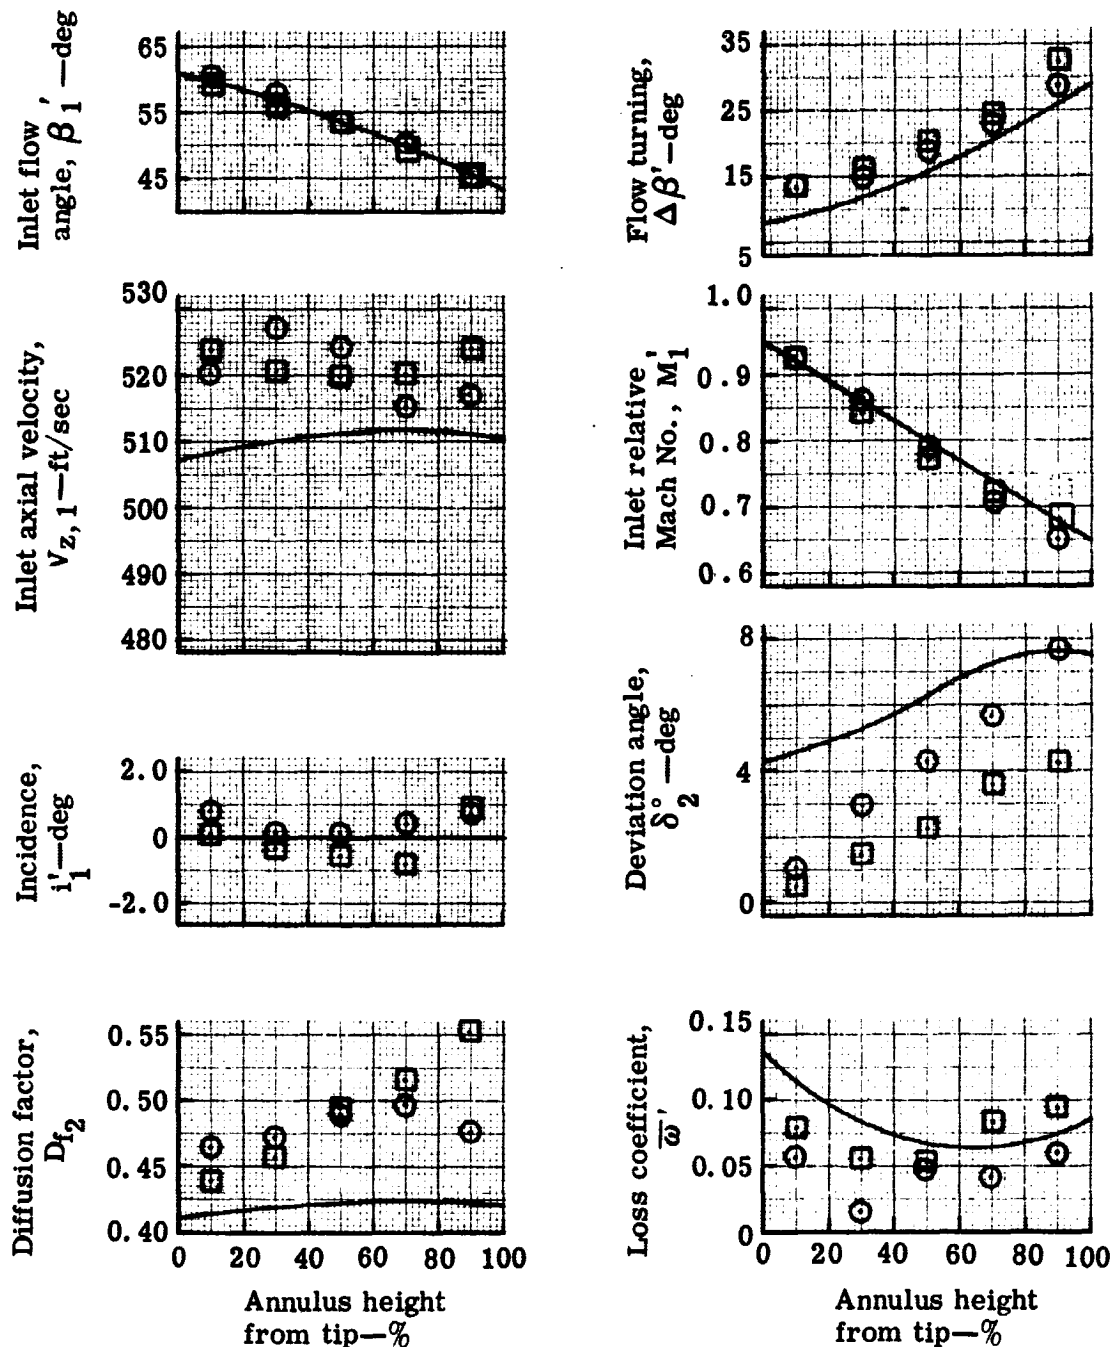 Inlet flow
angle, β1′—deg
65
55
45
Flow turning,
Δβ′—deg
35
25
15
5
Inlet axial velocity,
Vz, 1—ft/sec
530
520
510
500
490
480
Inlet relative
Mach No., M1′
1.0
0.9
0.8
0.7
0.6
Incidence,
i1′—deg
2.0
0
-2.0
Deviation angle,
δ2°—deg
8
4
0
Diffusion factor,
Df2
0.55
0.50
0.45
0.40
0 20 40 60 80 100
Annulus height
from tip—%
Loss coefficient,
ω̅′
0.15
0.10
0.05
0
0 20 40 60 80 100
Annulus height
from tip—%